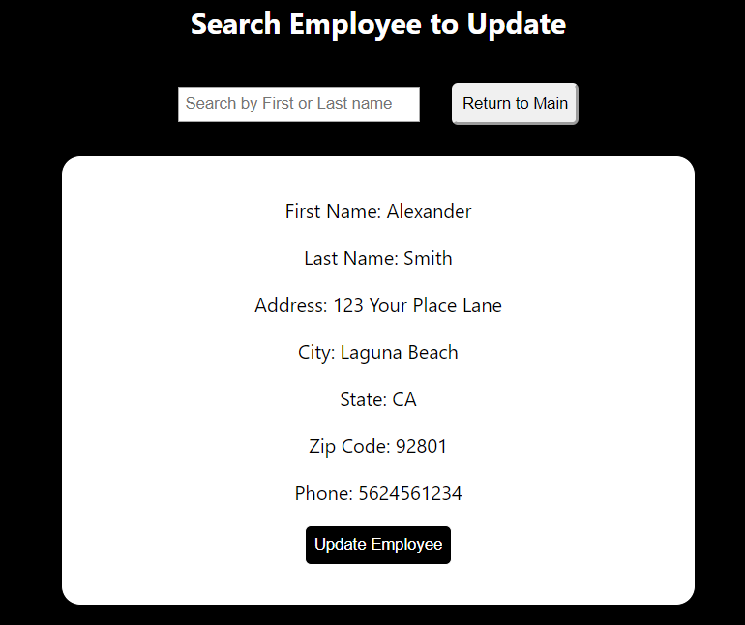 Search Employee to Update
Search by First or Last name
Return to Main
First Name: Alexander
Last Name: Smith
Address: 123 Your Place Lane
City: Laguna Beach
State: CA
Zip Code: 92801
Phone: 5624561234
Update Employee